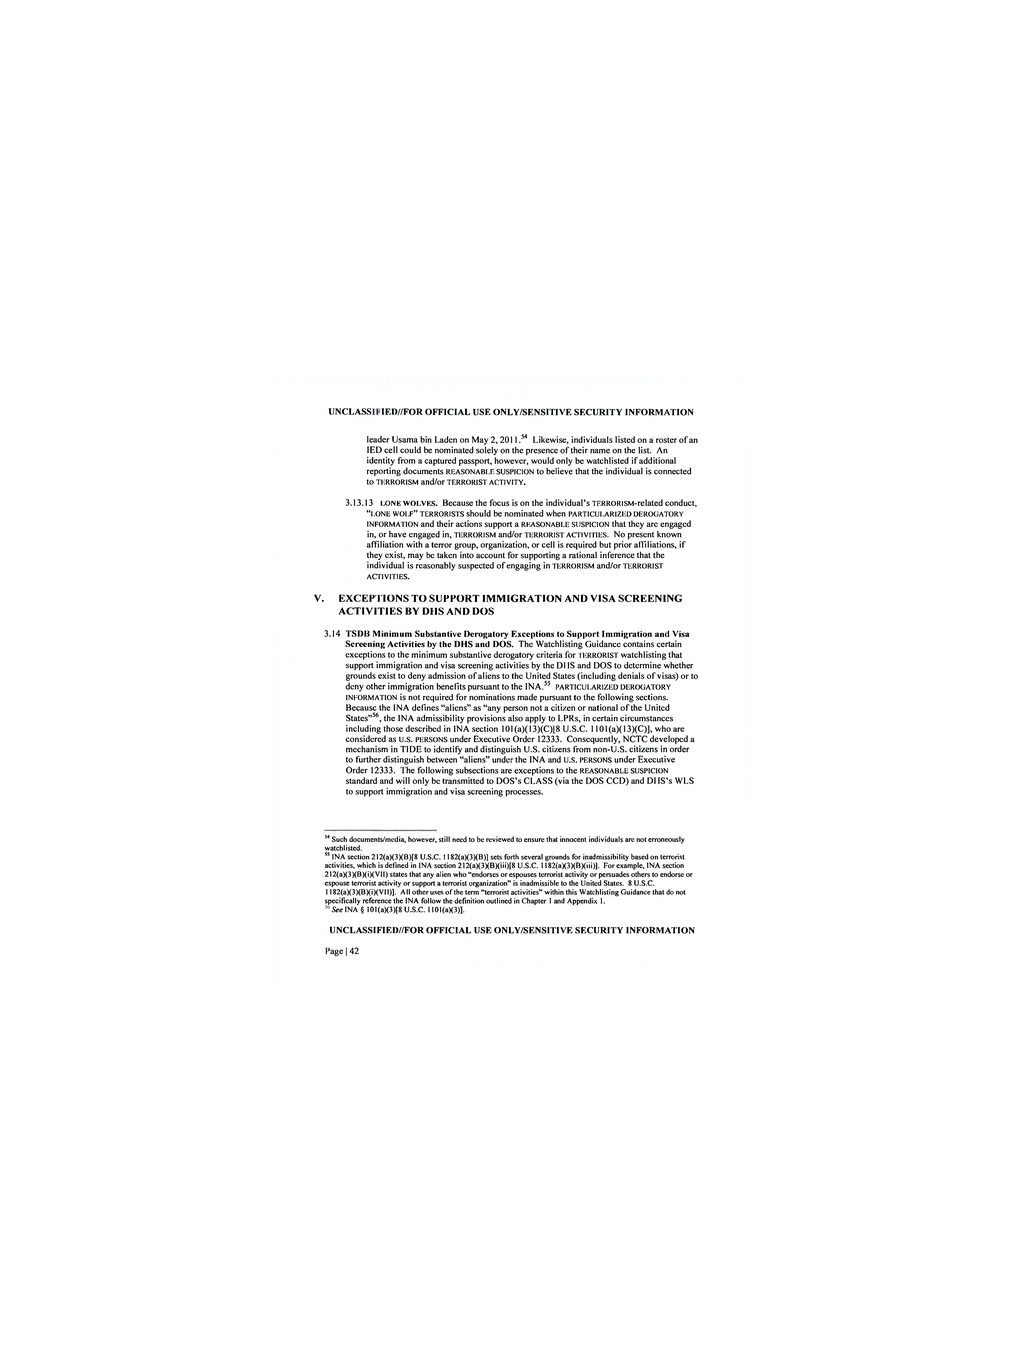 UNCLASSIFIED//FOR OFFICIAL USE ONLY/SENSITIVE SECURITY INFORMATION
leader Usama bin Laden on May 2, 2011.54 Likewise, individuals listed on a roster of an
IED cell could be nominated solely on the presence of their name on the list. An
identity from a captured passport, however, would only be watchlisted if additional
reporting documents REASONABLE SUSPICION to believe that the individual is connected
to TERRORISM and/or TERRORIST ACTIVITY.
3.13.13 LONE WOLVES. Because the focus is on the individual's TERRORISM-related conduct,
"LONE WOLF" TERRORISTS should be nominated when PARTICULARIZED DEROGATORY
INFORMATION and their actions support a REASONABLE SUSPICION that they are engaged
in, or have engaged in, TERRORISM and/or TERRORIST ACTIVITIES. No present known
affiliation with a terror group, organization, or cell is required but prior affiliations, if
they exist, may be taken into account for supporting a rational inference that the
individual is reasonably suspected of engaging in TERRORISM and/or TERRORIST
ACTIVITIES.
V. EXCEPTIONS TO SUPPORT IMMIGRATION AND VISA SCREENING
ACTIVITIES BY DHS AND DOS
3.14 TSDB Minimum Substantive Derogatory Exceptions to Support Immigration and Visa
Screening Activities by the DHS and DOS. The Watchlisting Guidance contains certain
exceptions to the minimum substantive derogatory criteria for TERRORIST watchlisting that
support immigration and visa screening activities by the DHS and DOS to determine whether
grounds exist to deny admission of aliens to the United States (including denials of visas) or to
deny other immigration benefits pursuant to the INA.55 PARTICULARIZED DEROGATORY
INFORMATION is not required for nominations made pursuant to the following sections.
Because the INA defines "aliens" as "any person not a citizen or national of the United
States"56, the INA admissibility provisions also apply to LPRs, in certain circumstances
including those described in INA section 101(a)(13)(C)[8 U.S.C. 1101(a)(13)(C)], who are
considered as U.S. PERSONS under Executive Order 12333. Consequently, NCTC developed a
mechanism in TIDE to identify and distinguish U.S. citizens from non-U.S. citizens in order
to further distinguish between "aliens" under the INA and U.S. PERSONS under Executive
Order 12333. The following subsections are exceptions to the REASONABLE SUSPICION
standard and will only be transmitted to DOS's CLASS (via the DOS CCD) and DHS's WLS
to support immigration and visa screening processes.
54 Such documents/media, however, still need to be reviewed to ensure that innocent individuals are not erroneously
watchlisted.
55 INA section 212(a)(3)(B)[8 U.S.C. 1182(a)(3)(B)] sets forth several grounds for inadmissibility based on terrorist
activities, which is defined in INA section 212(a)(3)(B)(iii)[8 U.S.C. 1182(a)(3)(B)(iii)]. For example, INA section
212(a)(3)(B)(i)(VII) states that any alien who "endorses or espouses terrorist activity or persuades others to endorse or
espouse terrorist activity or support a terrorist organization" is inadmissible to the United States. 8 U.S.C.
1182(a)(3)(B)(i)(VII)]. All other uses of the term "terrorist activities" within this Watchlisting Guidance that do not
specifically reference the INA follow the definition outlined in Chapter 1 and Appendix 1.
56 See INA § 101(a)(3)[8 U.S.C. 1101(a)(3)].
UNCLASSIFIED//FOR OFFICIAL USE ONLY/SENSITIVE SECURITY INFORMATION
Page | 42